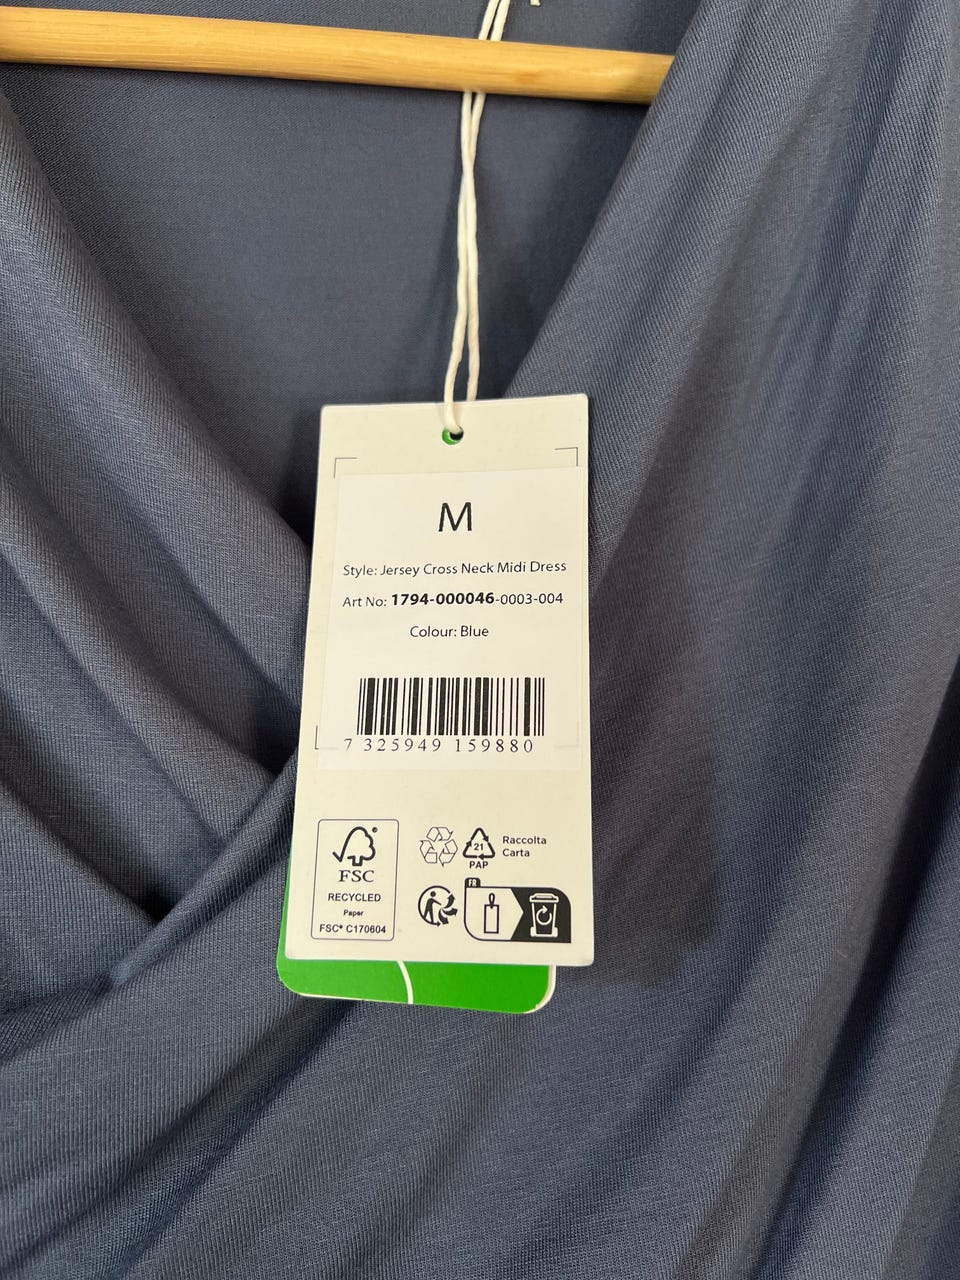 M
Style: Jersey Cross Neck Midi Dress
Art No: 1794-000046-0003-004
Colour: Blue
7 325949 159880
FSC®
RECYCLED
Paper
FSC® C170604
21
PAP
Raccolta
Carta
FR